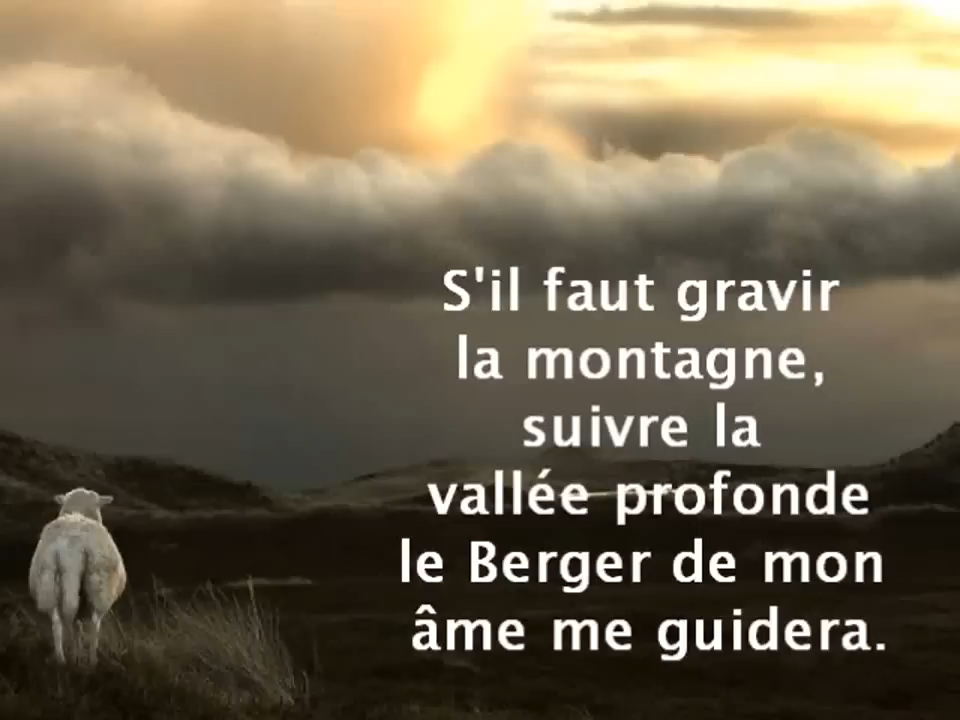 S'il faut gravir
la montagne,
suivre la
vallée profonde
le Berger de mon
âme me guidera.